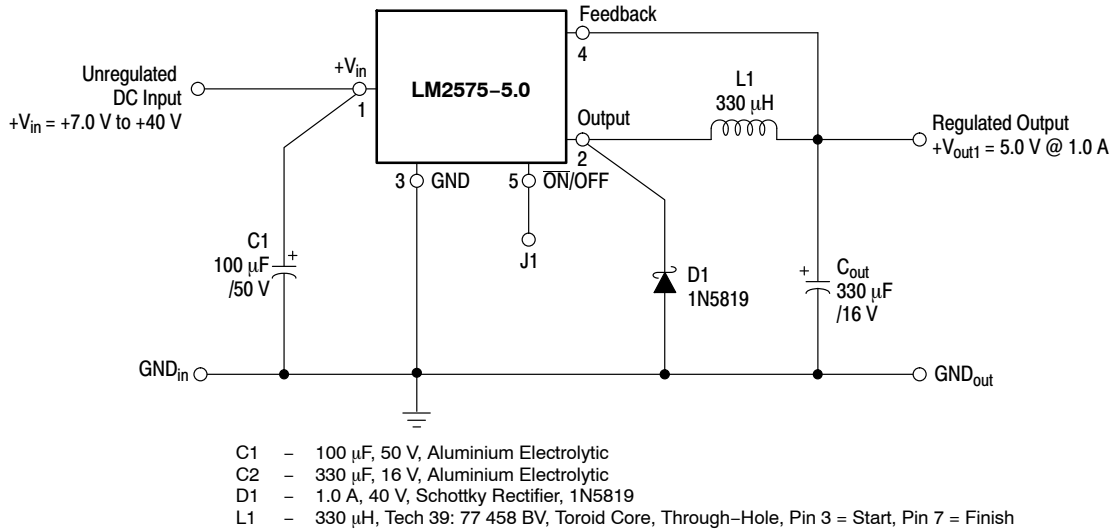 Feedback
4
Unregulated
DC Input
+Vin = +7.0 V to +40 V
+Vin
1
LM2575−5.0
L1
330 μH
Output
2
Regulated Output
+Vout1 = 5.0 V @ 1.0 A
3 GND
5 O̅N̅/OFF
J1
C1
100 μF
/50 V
+
D1
1N5819
+
Cout
330 μF
/16 V
GNDin
GNDout
C1 – 100 μF, 50 V, Aluminium Electrolytic
C2 – 330 μF, 16 V, Aluminium Electrolytic
D1 – 1.0 A, 40 V, Schottky Rectifier, 1N5819
L1 – 330 μH, Tech 39: 77 458 BV, Toroid Core, Through−Hole, Pin 3 = Start, Pin 7 = Finish